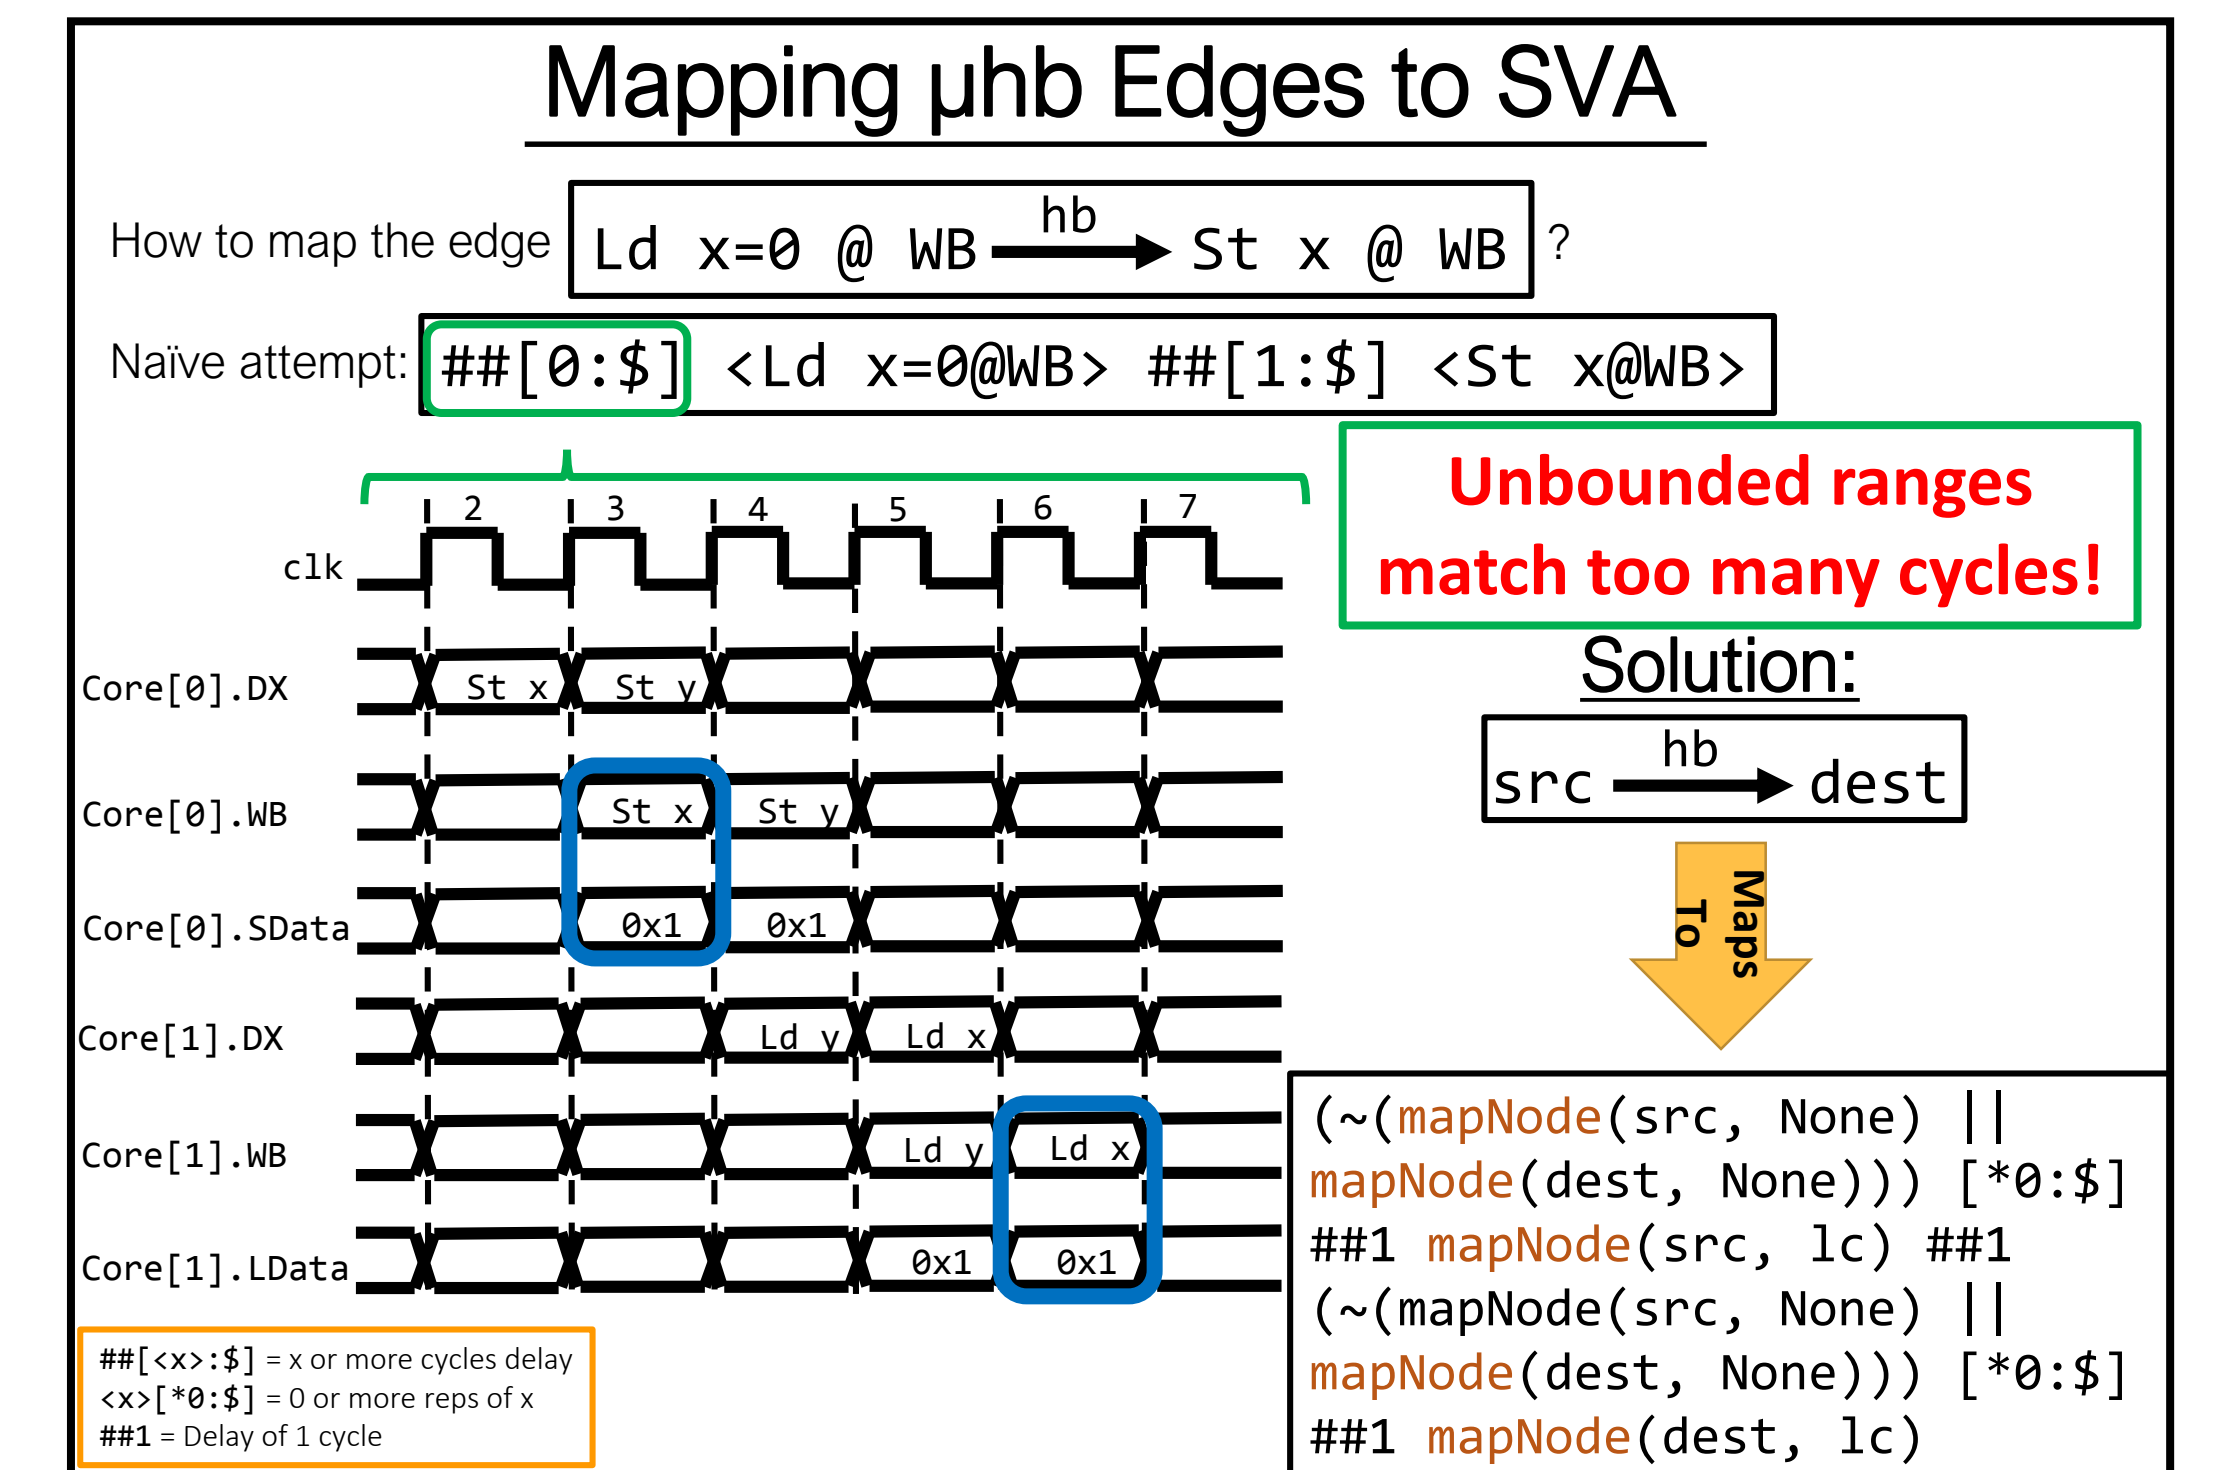 Mapping µhb Edges to SVA
How to map the edge Ld x=0 @ WB hb St x @ WB ?
Naïve attempt: ##[0:$] <Ld x=0@WB> ##[1:$] <St x@WB>
Unbounded ranges
match too many cycles!
2 3 4 5 6 7
clk
Core[0].DX St x St y
Core[0].WB St x St y
Core[0].SData 0x1 0x1
Core[1].DX Ld y Ld x
Core[1].WB Ld y Ld x
Core[1].LData 0x1 0x1
Solution:
src hb dest
Maps
To
(~(mapNode(src, None) ||
mapNode(dest, None))) [*0:$]
##1 mapNode(src, lc) ##1
(~(mapNode(src, None) ||
mapNode(dest, None))) [*0:$]
##1 mapNode(dest, lc)
##[<x>:$] = x or more cycles delay
<x>[*0:$] = 0 or more reps of x
##1 = Delay of 1 cycle